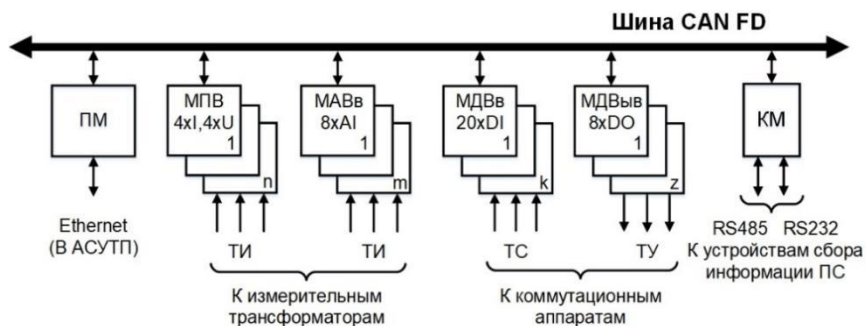 Шина CAN FD
ПМ
МПВ
4xI,4xU
1
n
МАВв
8xAI
1
m
МДВв
20xDI
1
k
МДВыв
8xDO
1
z
КМ
Ethernet
(В АСУТП)
ТИ
ТИ
ТС
ТУ
RS485 RS232
К устройствам сбора
информации ПС
К измерительным
трансформаторам
К коммутационным
аппаратам